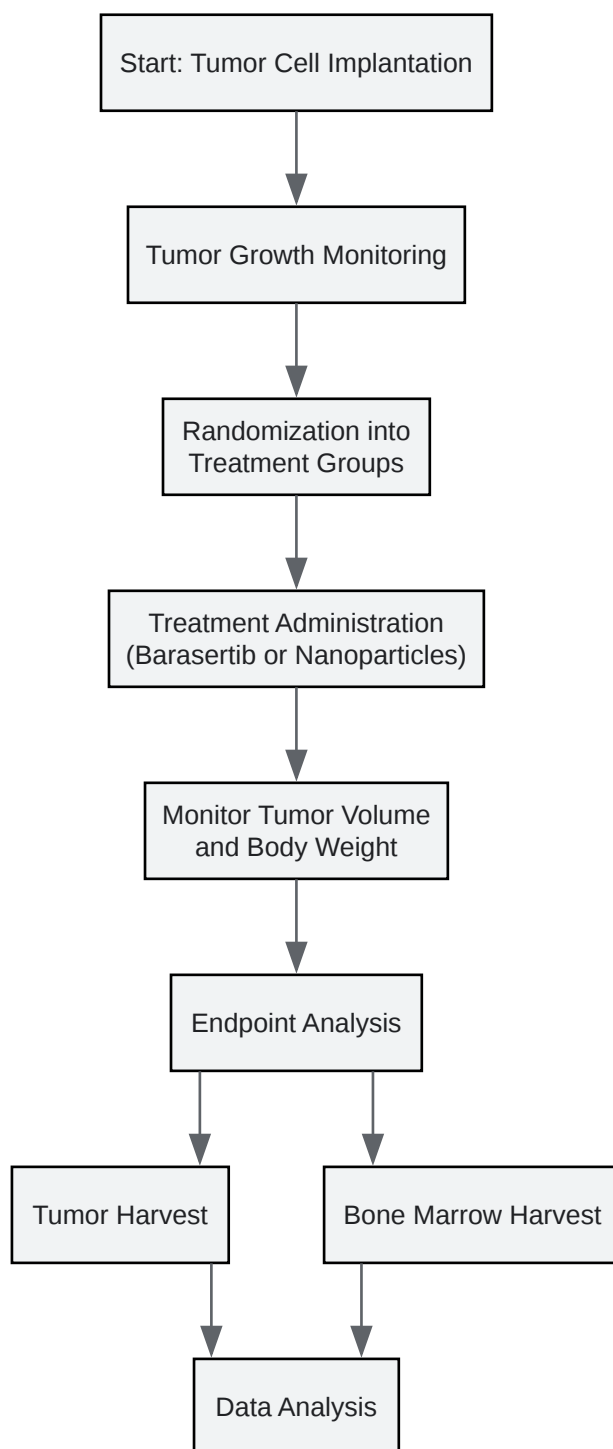 Start: Tumor Cell Implantation
Tumor Growth Monitoring
Randomization into
Treatment Groups
Treatment Administration
(Barasertib or Nanoparticles)
Monitor Tumor Volume
and Body Weight
Endpoint Analysis
Tumor Harvest
Bone Marrow Harvest
Data Analysis